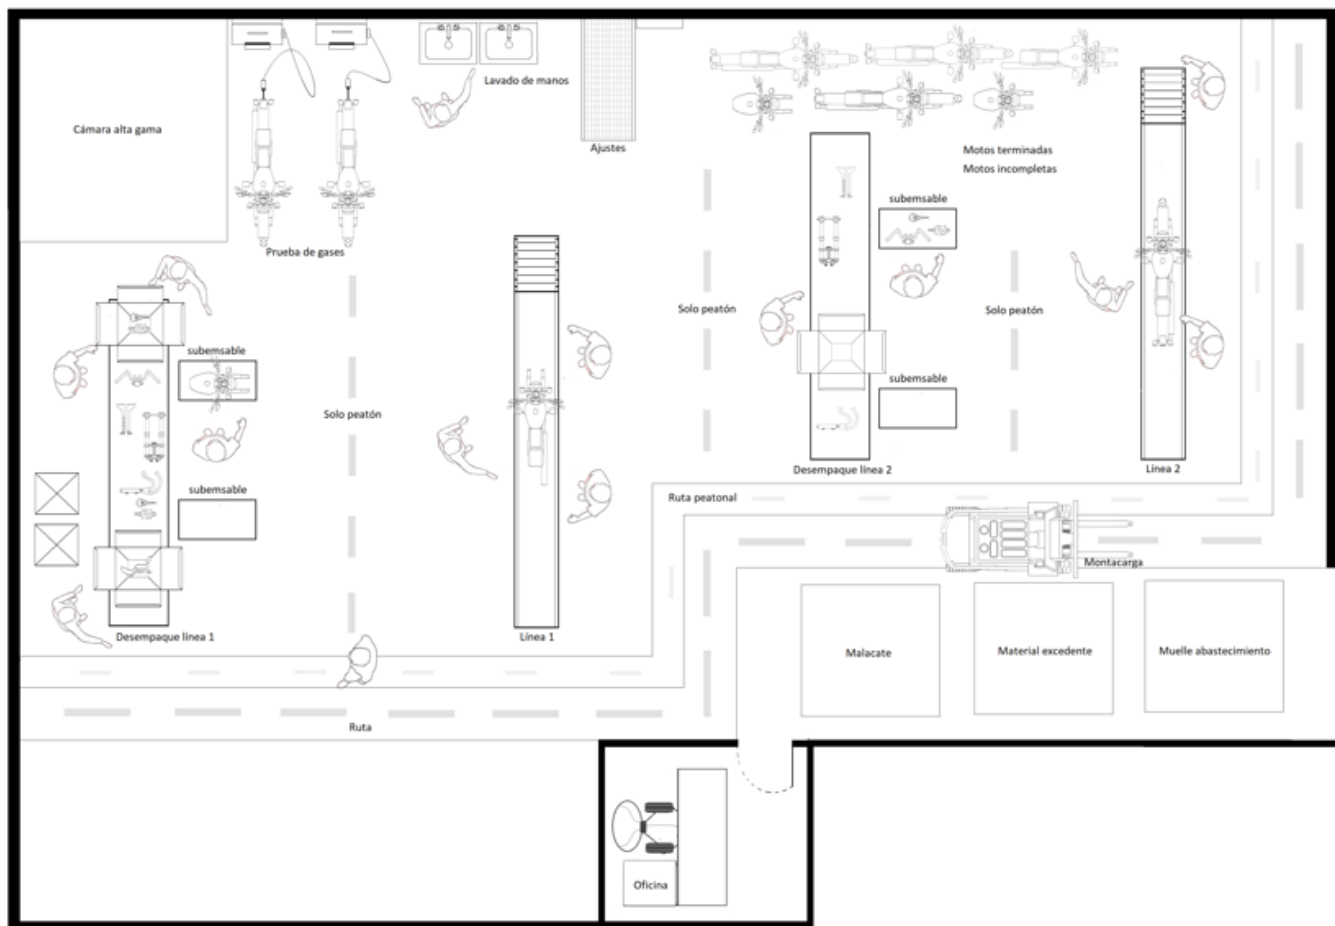 Cámara alta gama
Lavado de manos
Ajustes
Prueba de gases
Motos terminadas
Motos incompletas
subemsable
Solo peatón
Solo peatón
subemsable
subemsable
Solo peatón
subemsable
Desempaque línea 2
Línea 2
Ruta peatonal
subemsable
Montacarga
Desempaque línea 1
Línea 1
Malacate
Material excedente
Muelle abastecimiento
Ruta
Oficina